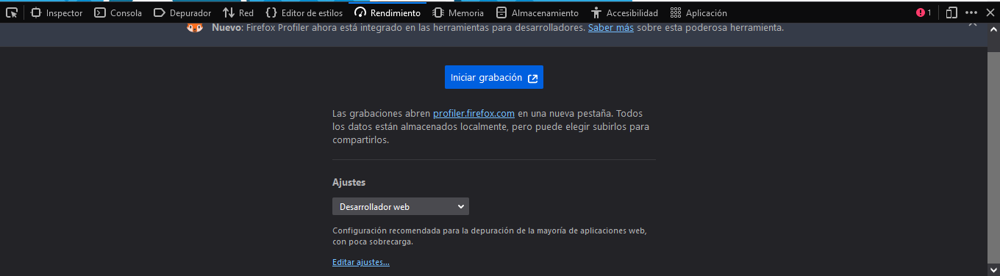 Inspector Consola Depurador Red Editor de estilos Rendimiento Memoria Almacenamiento Accesibilidad Aplicación 1
Nuevo: Firefox Profiler ahora está integrado en las herramientas para desarrolladores. Saber más sobre esta poderosa herramienta.
Iniciar grabación
Las grabaciones abren profiler.firefox.com en una nueva pestaña. Todos
los datos están almacenados localmente, pero puede elegir subirlos para
compartirlos.
Ajustes
Desarrollador web
Configuración recomendada para la depuración de la mayoría de aplicaciones web,
con poca sobrecarga.
Editar ajustes...